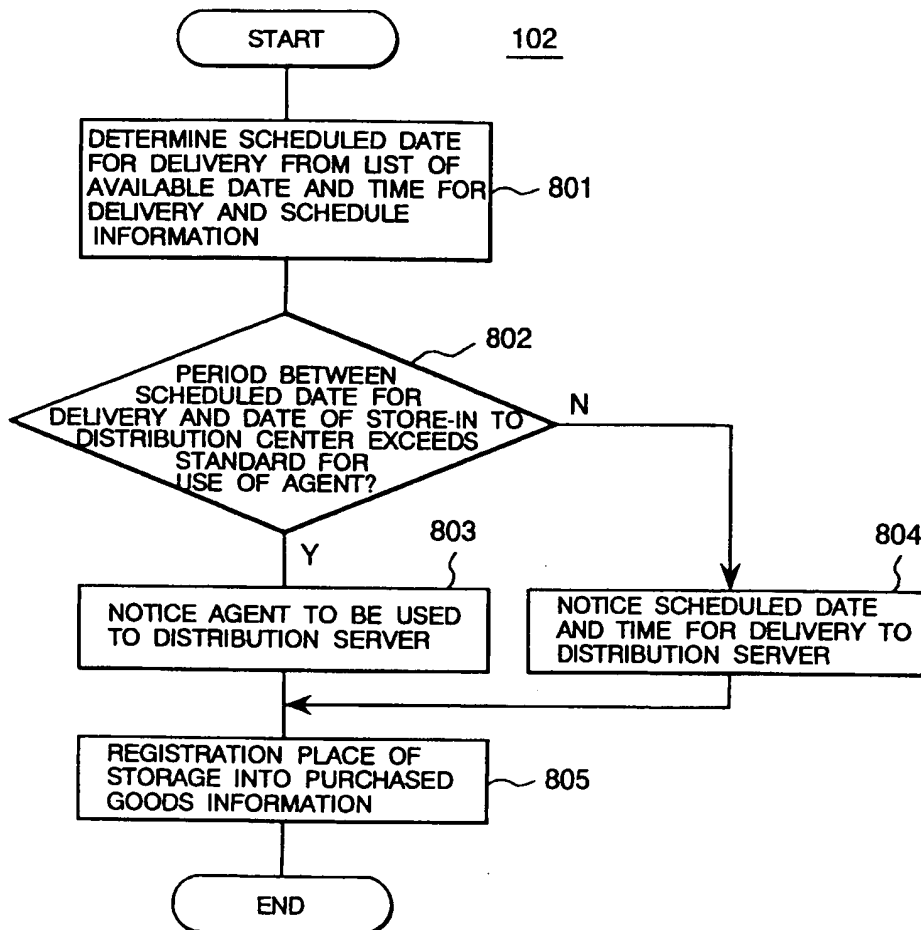 START
102
DETERMINE SCHEDULED DATE
FOR DELIVERY FROM LIST OF
AVAILABLE DATE AND TIME FOR
DELIVERY AND SCHEDULE
INFORMATION
801
802
PERIOD BETWEEN
SCHEDULED DATE FOR
DELIVERY AND DATE OF STORE-IN TO
DISTRIBUTION CENTER EXCEEDS
STANDARD FOR
USE OF AGENT?
N
Y
803
NOTICE AGENT TO BE USED
TO DISTRIBUTION SERVER
804
NOTICE SCHEDULED DATE
AND TIME FOR DELIVERY TO
DISTRIBUTION SERVER
REGISTRATION PLACE OF
STORAGE INTO PURCHASED
GOODS INFORMATION
805
END